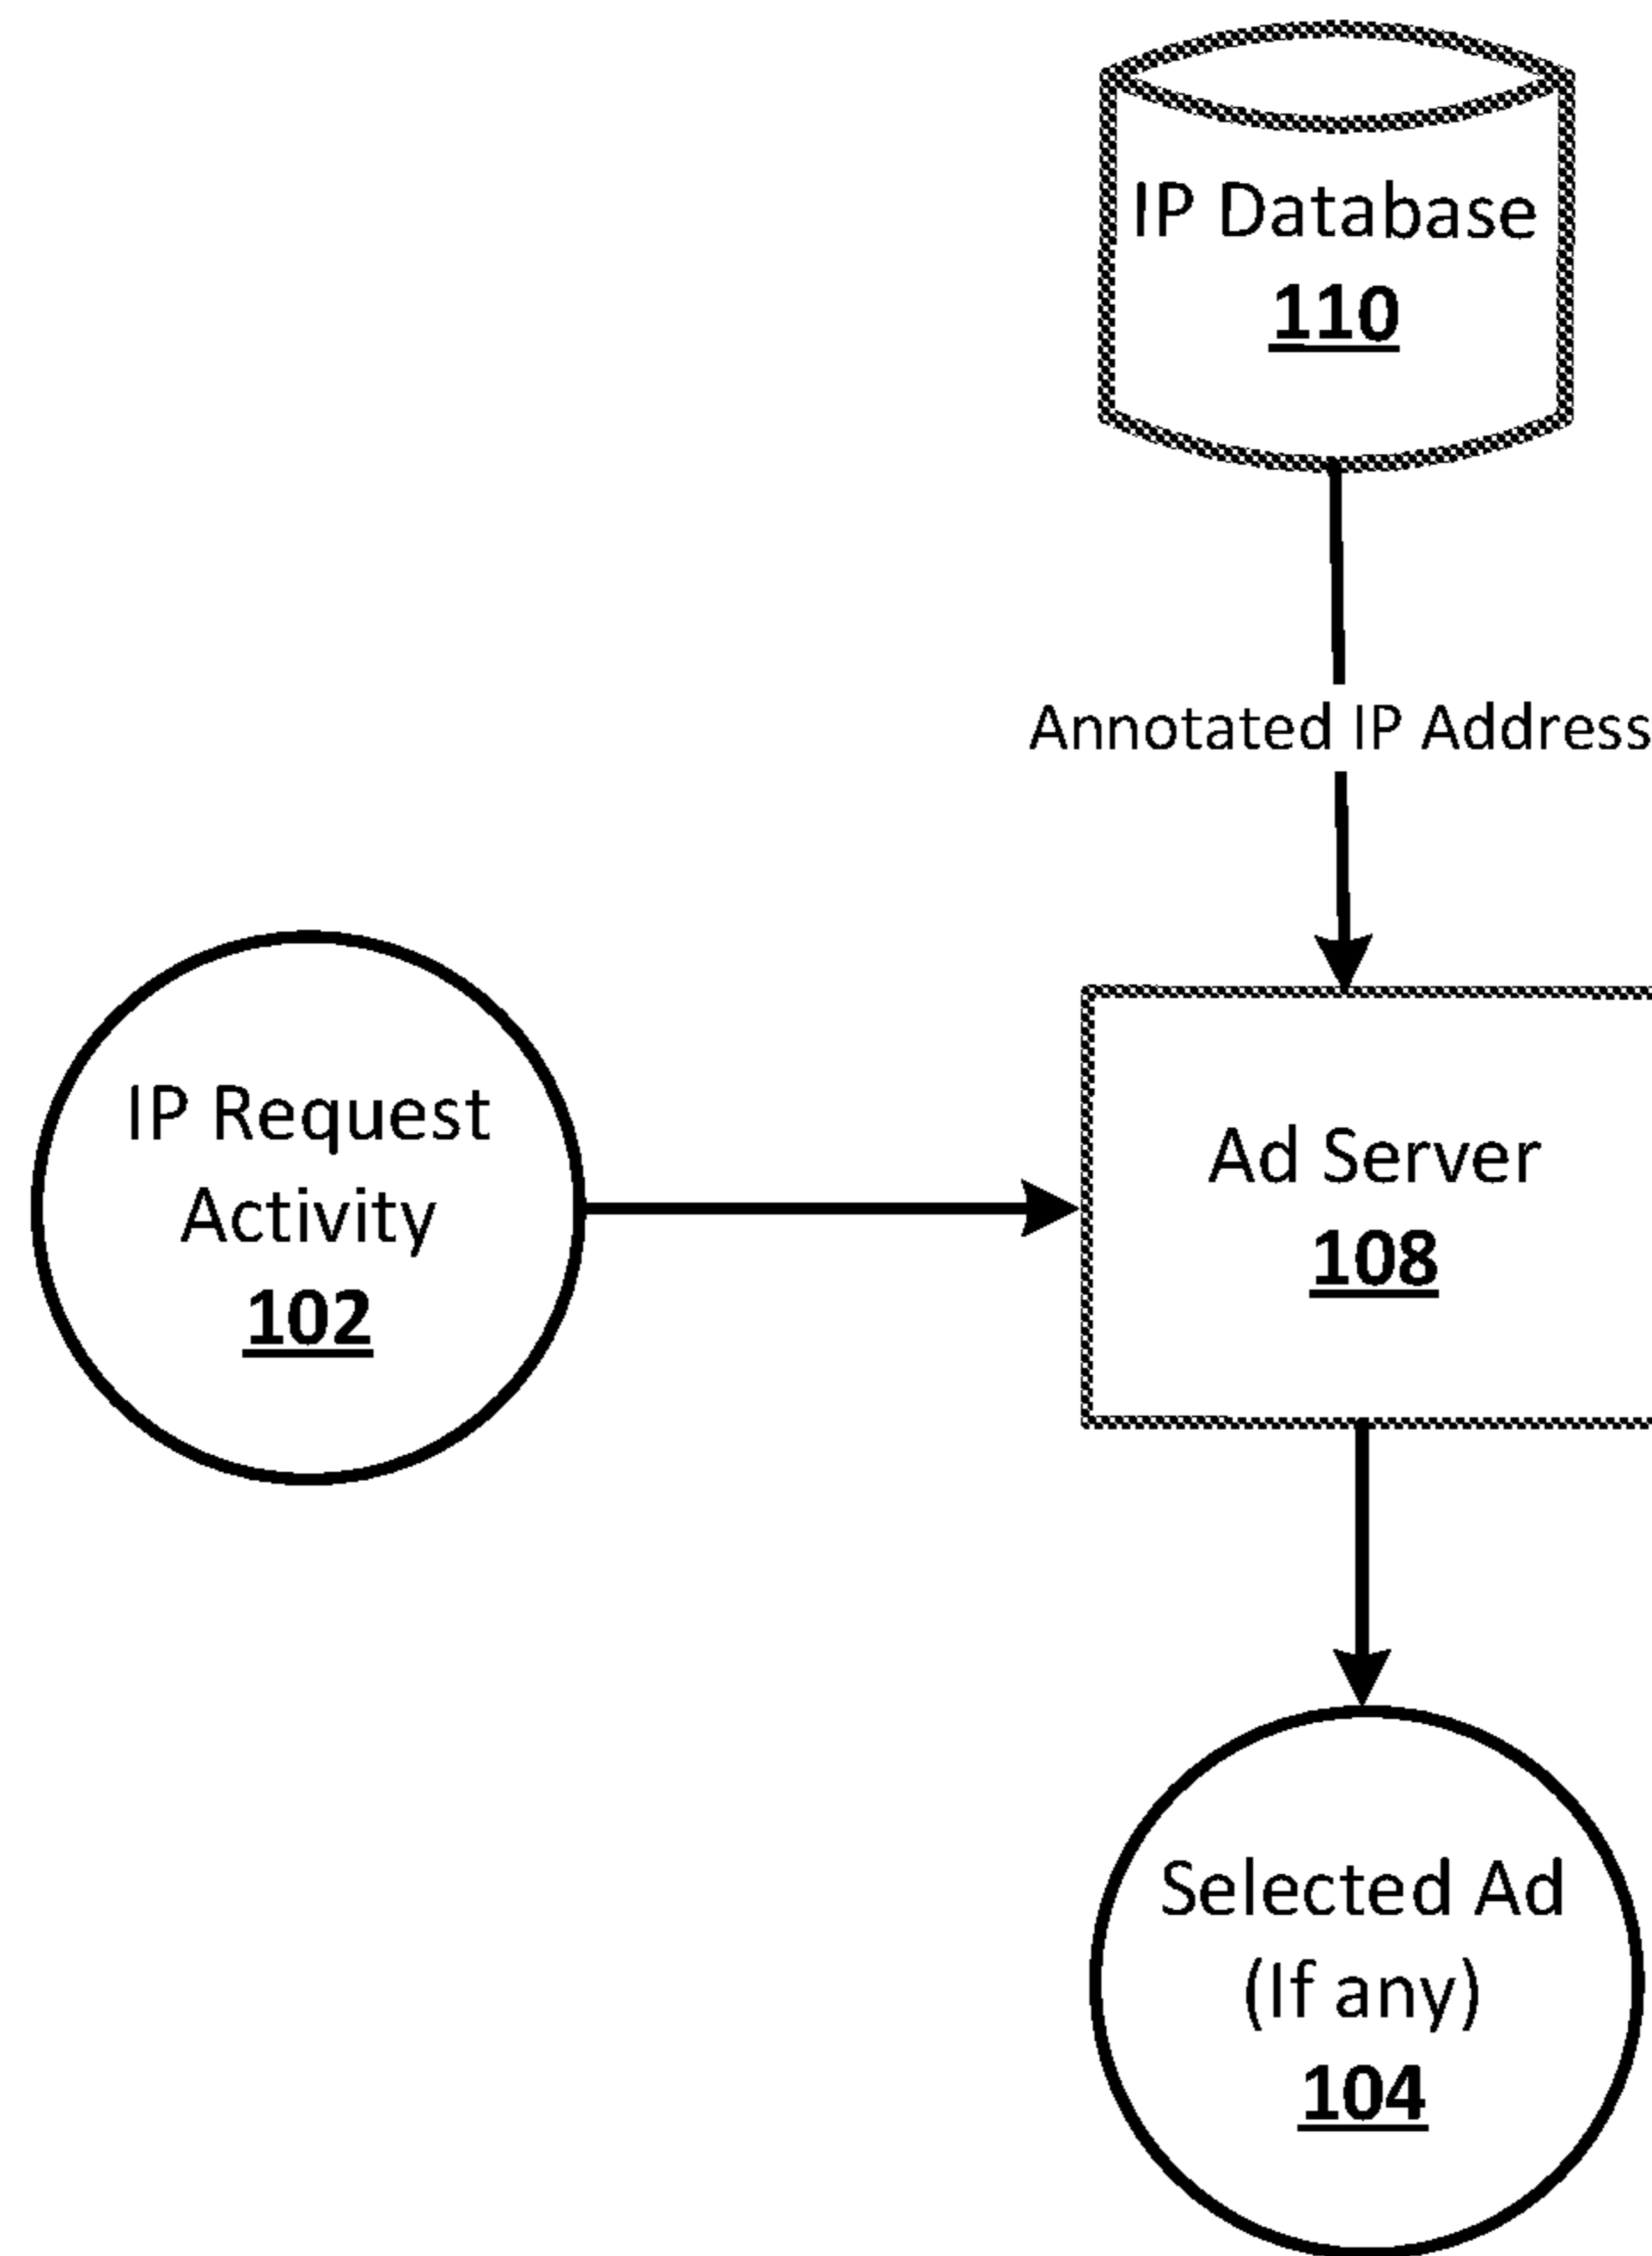 IP Database
110
Annotated IP Address
IP Request
Activity
102
Ad Server
108
Selected Ad
(If any)
104